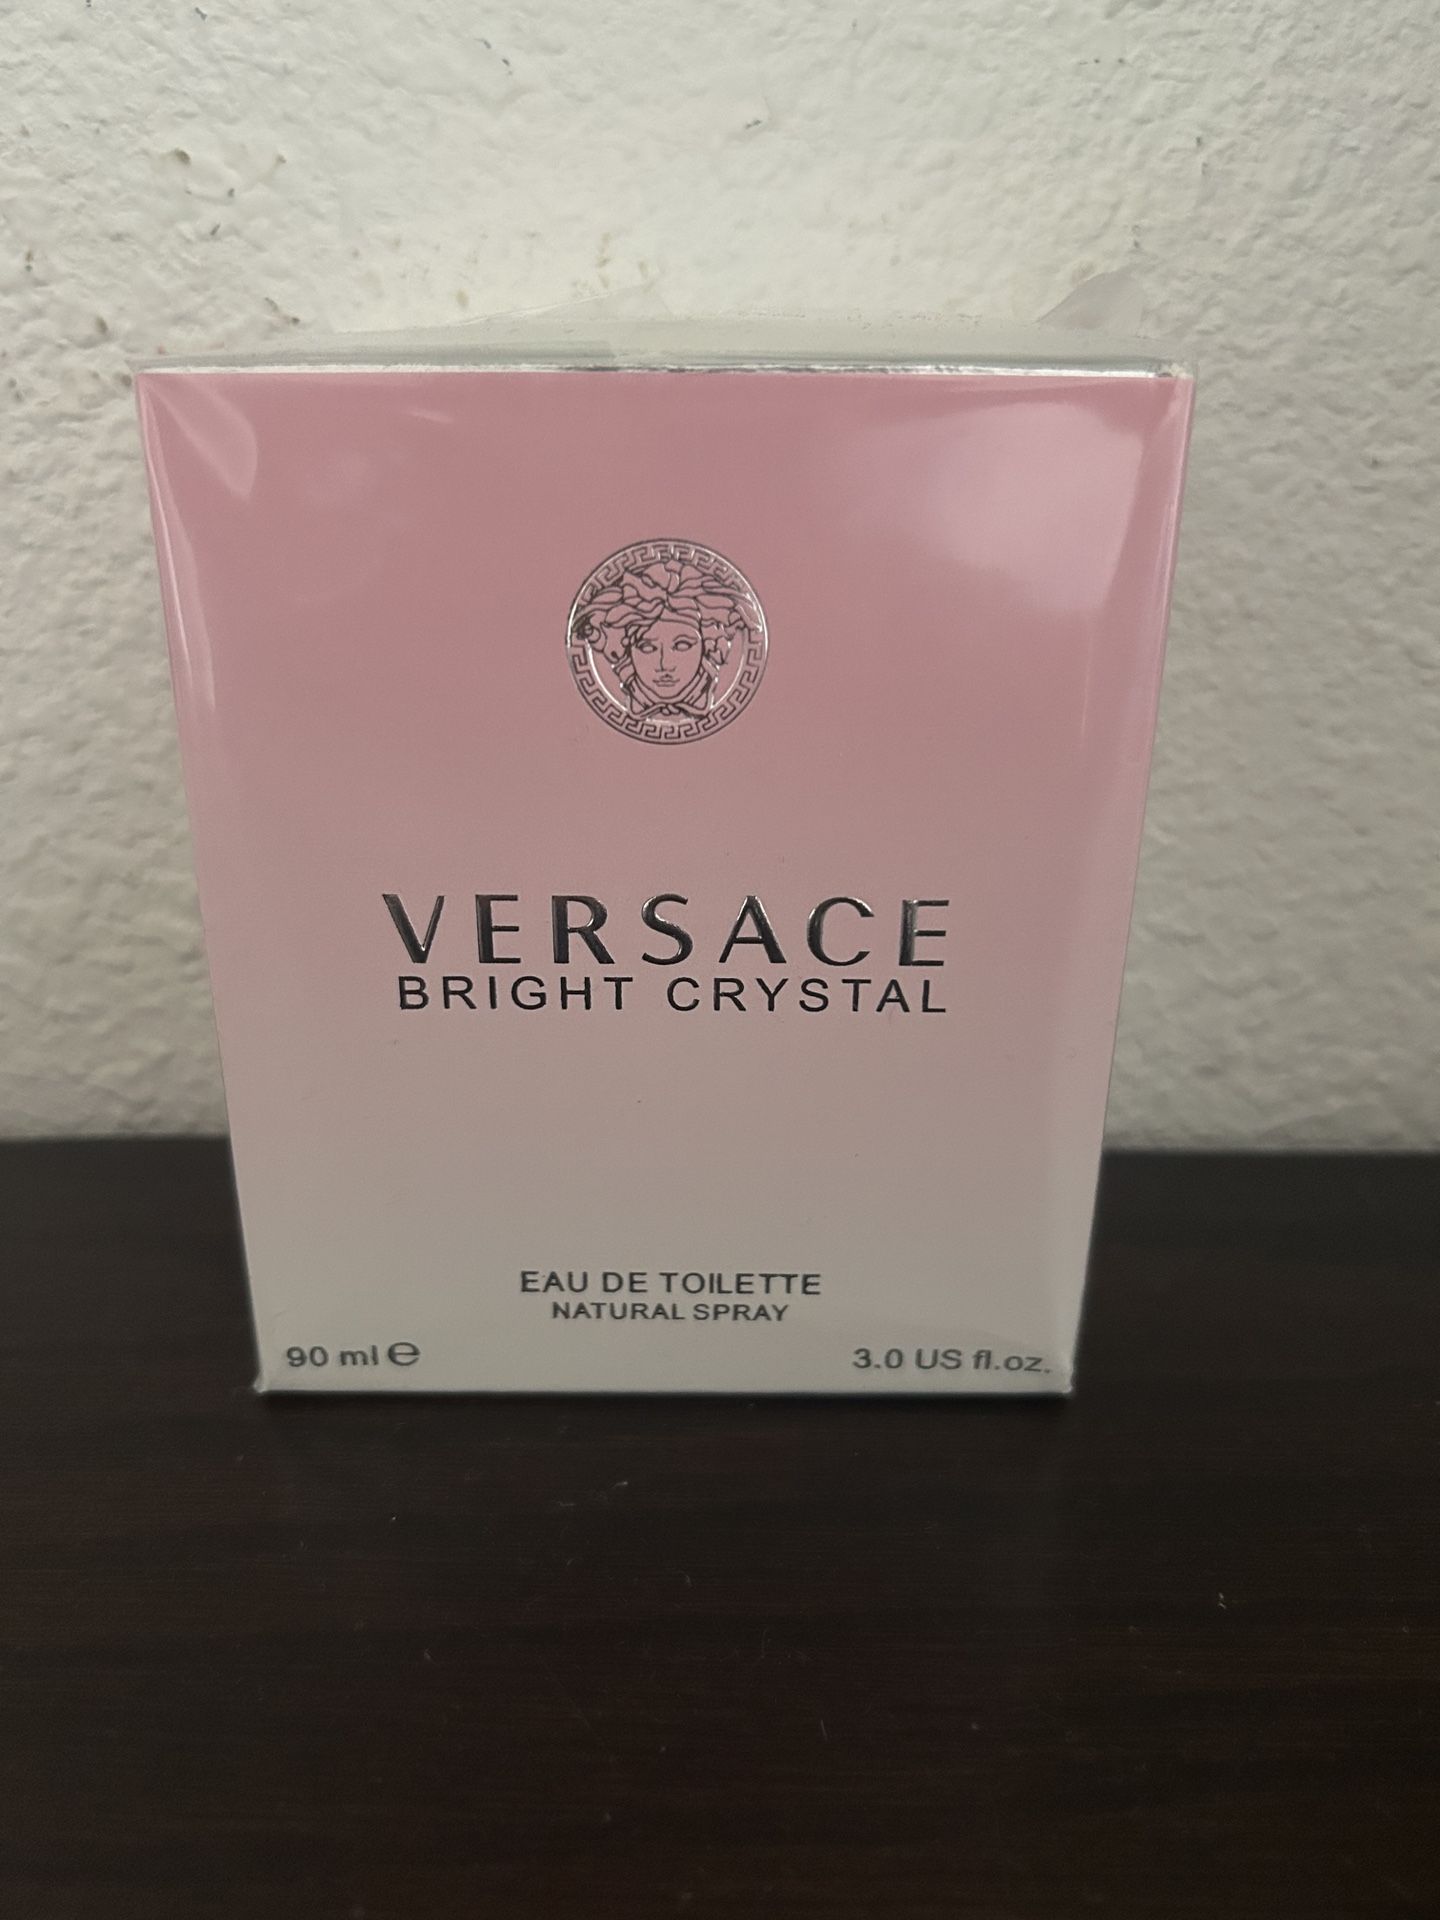 VERSACE
BRIGHT CRYSTAL
EAU DE TOILETTE
NATURAL SPRAY
90 ml ℮
3.0 US fl.oz.